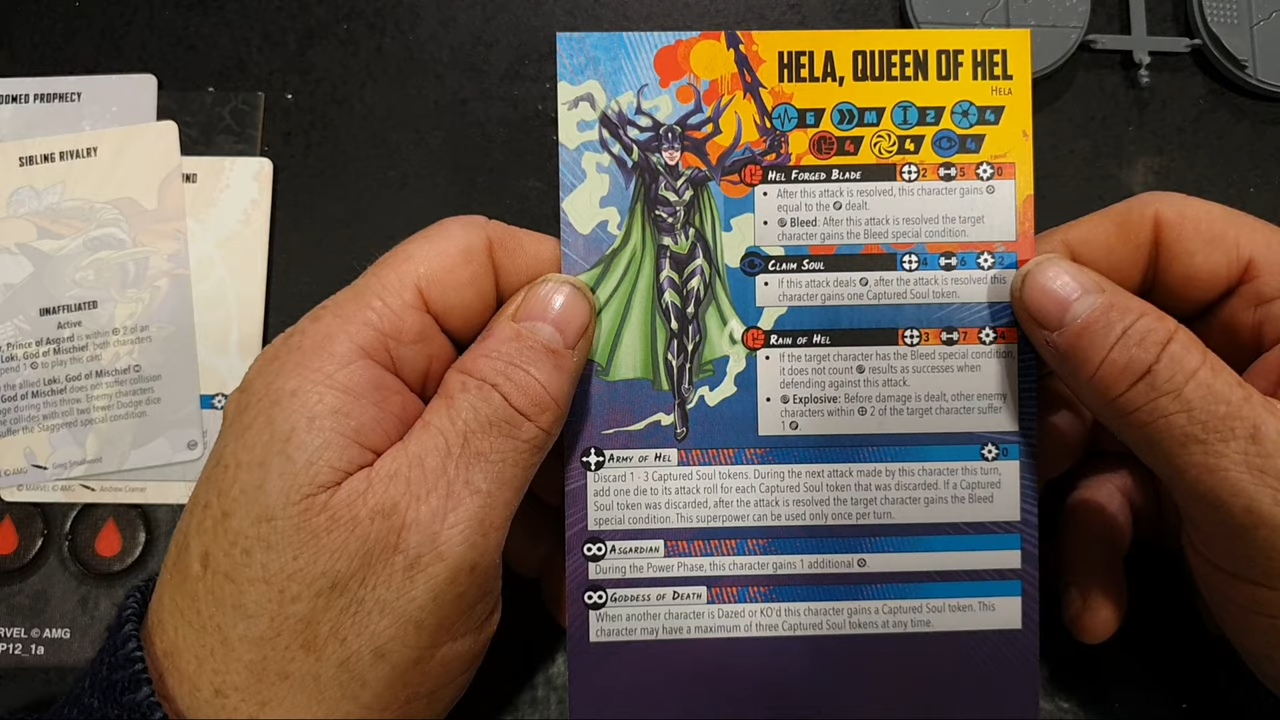 OOMED PROPHECY
SIBLING RIVALRY
UNAFFILIATED
Active
Prince of Asgard is within 2 of an
Loki, God of Mischief, both characters
pend 1 to play this card.
the allied Loki, God of Mischief
God of Mischief does not suffer collision
ge during this throw. Enemy characters
collides with roll two fewer Dodge dice
suffer the Staggered special condition.
© AMG Greg Smallwood
© MARVEL © AMG Andrew Cramer
RVEL © AMG
P12_1a
HELA, QUEEN OF HEL
HELA
6 M 2 4
4 4 4
HEL FORGED BLADE 2 5 0
• After this attack is resolved, this character gains
equal to the dealt.
• Bleed: After this attack is resolved the target
character gains the Bleed special condition.
CLAIM SOUL 4 6 2
• If this attack deals , after the attack is resolved this
character gains one Captured Soul token.
RAIN OF HEL 3 7 4
• If the target character has the Bleed special condition,
it does not count results as successes when
defending against this attack.
• Explosive: Before damage is dealt, other enemy
characters within 2 of the target character suffer
1 .
ARMY OF HEL 0
Discard 1 - 3 Captured Soul tokens. During the next attack made by this character this turn,
add one die to its attack roll for each Captured Soul token that was discarded. If a Captured
Soul token was discarded, after the attack is resolved the target character gains the Bleed
special condition. This superpower can be used only once per turn.
ASGARDIAN
During the Power Phase, this character gains 1 additional .
GODDESS OF DEATH
When another character is Dazed or KO'd this character gains a Captured Soul token. This
character may have a maximum of three Captured Soul tokens at any time.